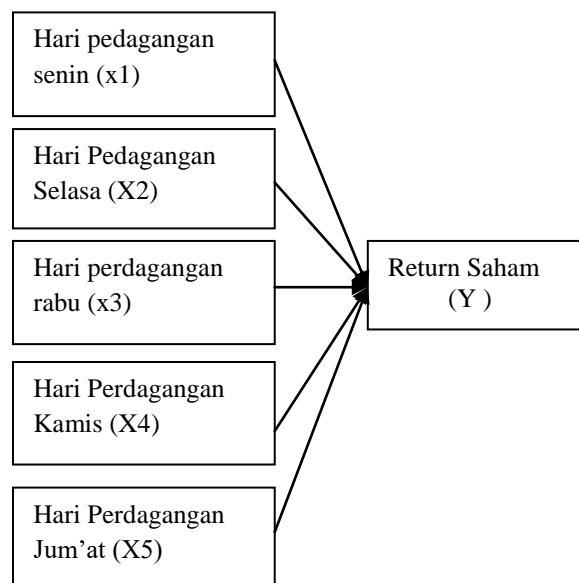 Hari pedagangan
senin (x1)
Hari Pedagangan
Selasa (X2)
Hari perdagangan
rabu (x3)
Return Saham
(Y )
Hari Perdagangan
Kamis (X4)
Hari Perdagangan
Jum’at (X5)